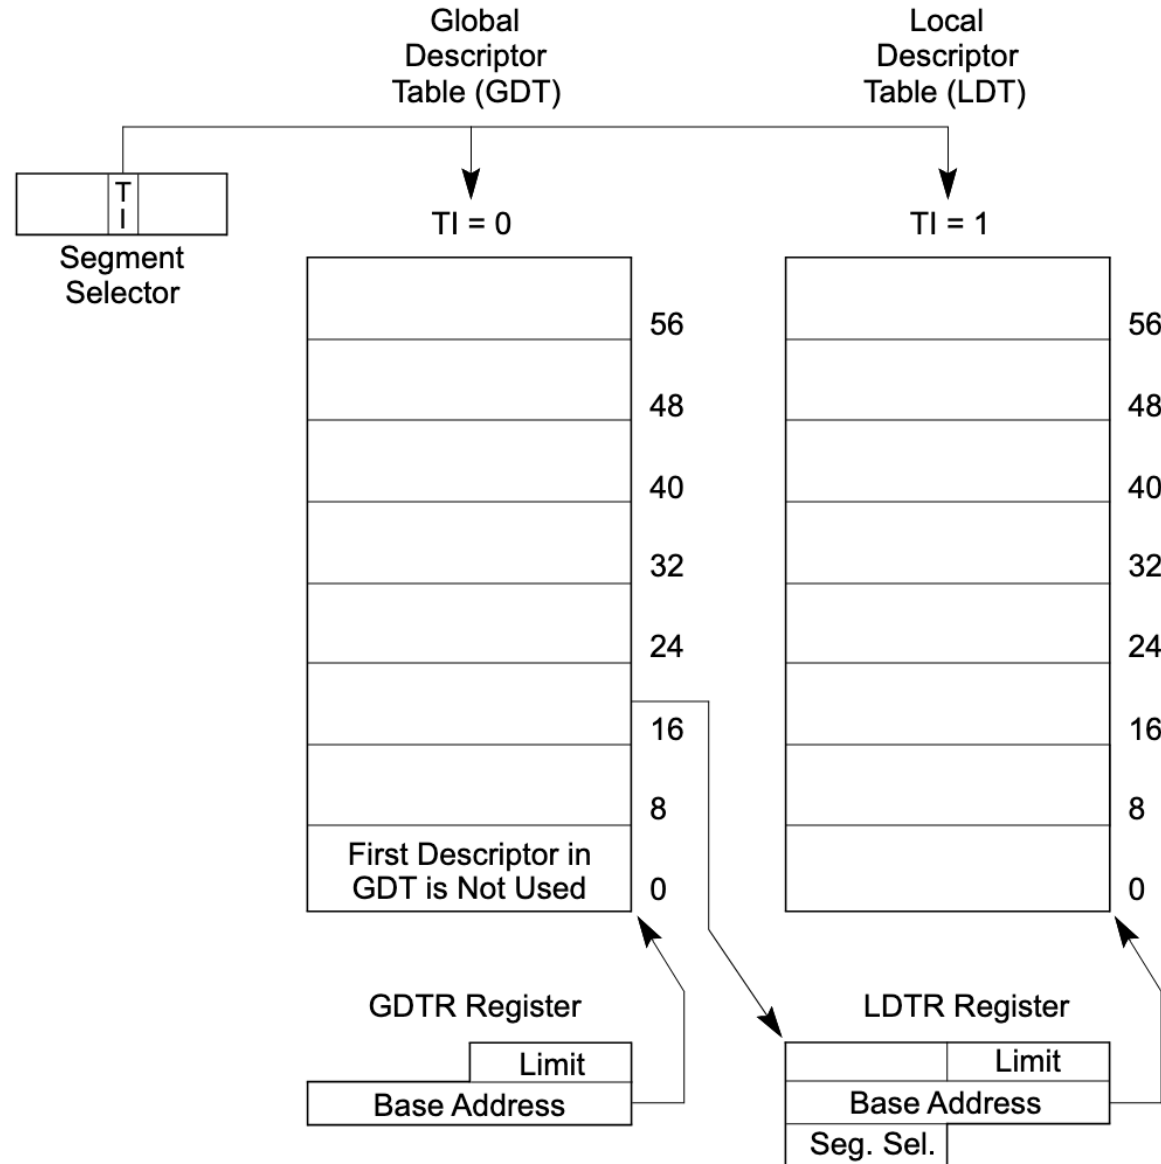 Global
Descriptor
Table (GDT)
Local
Descriptor
Table (LDT)
T
I
Segment
Selector
TI = 0
TI = 1
56
48
40
32
24
16
8
First Descriptor in
GDT is Not Used
0
56
48
40
32
24
16
8
0
GDTR Register
Limit
Base Address
LDTR Register
Limit
Base Address
Seg. Sel.